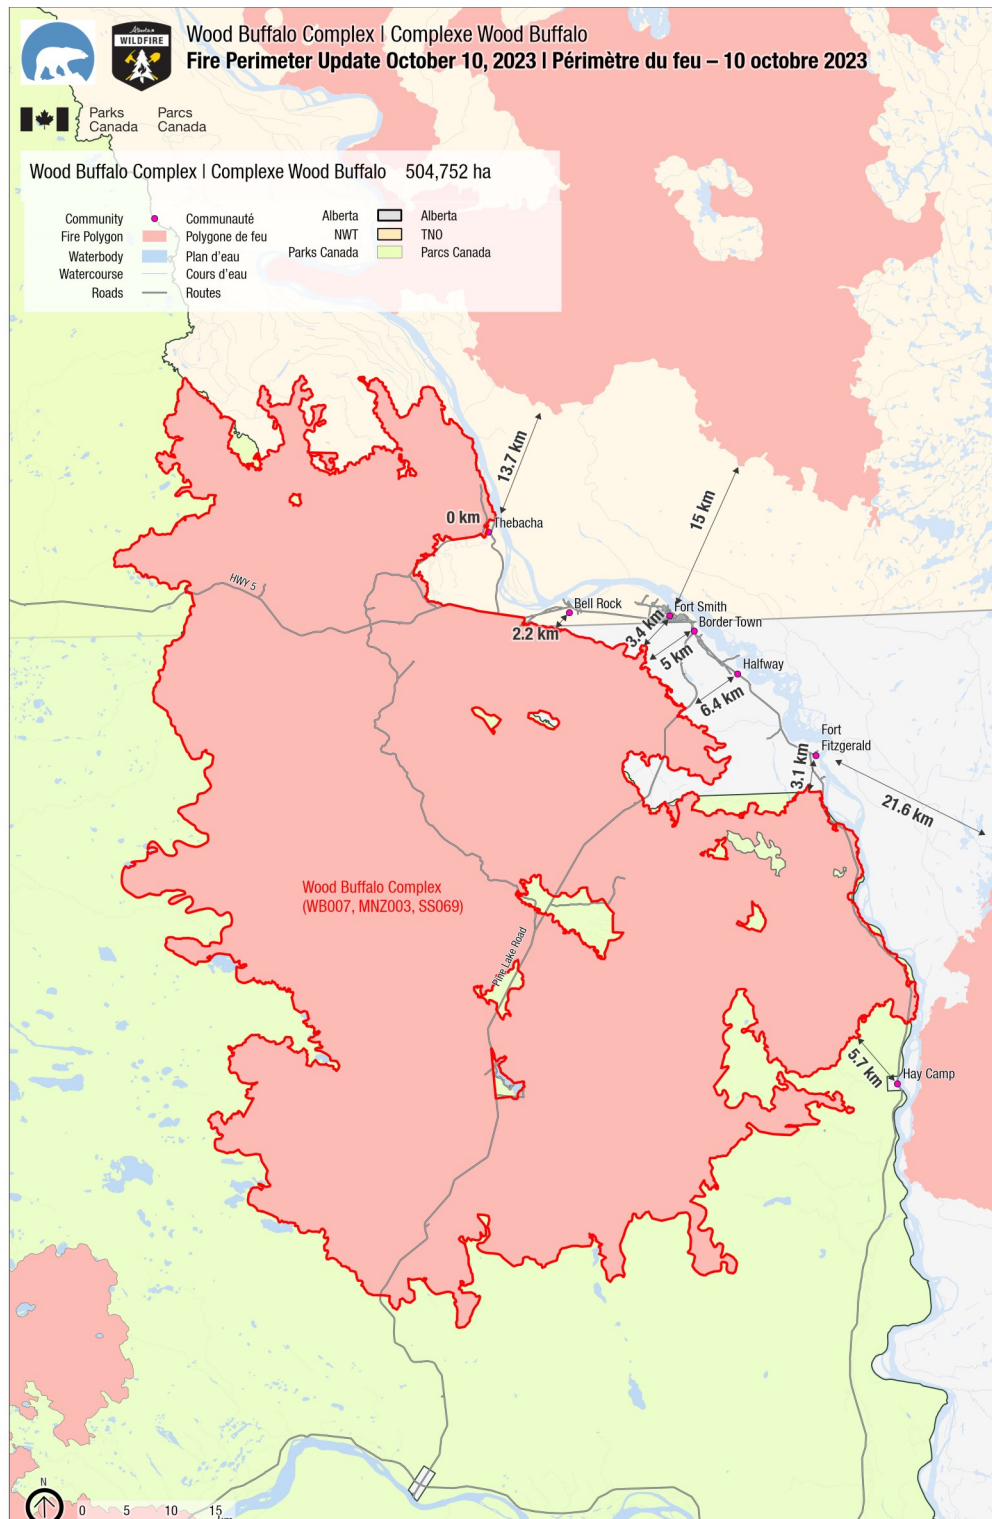 Wood Buffalo Complex | Complexe Wood Buffalo
Fire Perimeter Update October 10, 2023 | Périmètre du feu – 10 octobre 2023
Alberta
WILDFIRE
Parks Canada
Parcs Canada
Wood Buffalo Complex | Complexe Wood Buffalo 504,752 ha
Community Communauté Alberta Alberta
Fire Polygon Polygone de feu NWT TNO
Waterbody Plan d'eau Parks Canada Parcs Canada
Watercourse Cours d'eau
Roads Routes
13.7 km
15 km
0 km
Thebacha
HWY 5
Bell Rock
2.2 km
Fort Smith
3.4 km
Border Town
5 km
Halfway
6.4 km
Fort
Fitzgerald
3.1 km
21.6 km
Wood Buffalo Complex
(WB007, MNZ003, SS069)
Pine Lake Road
5.7 km
Hay Camp
N
0 5 10 15
km